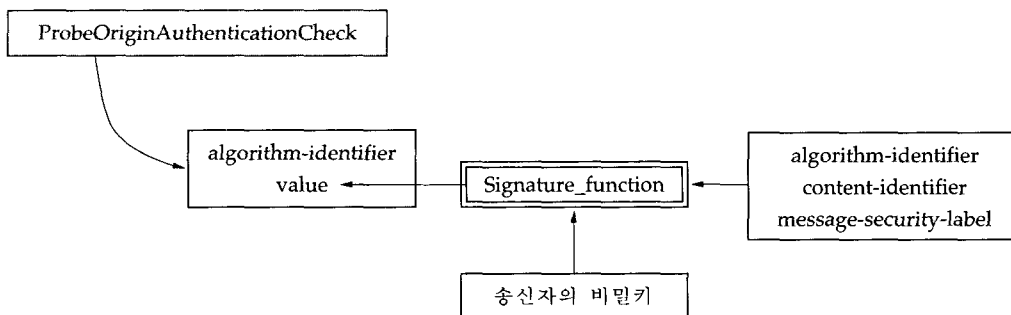 ProbeOriginAuthenticationCheck
algorithm-identifier
value
Signature_function
algorithm-identifier
content-identifier
message-security-label
송신자의 비밀키